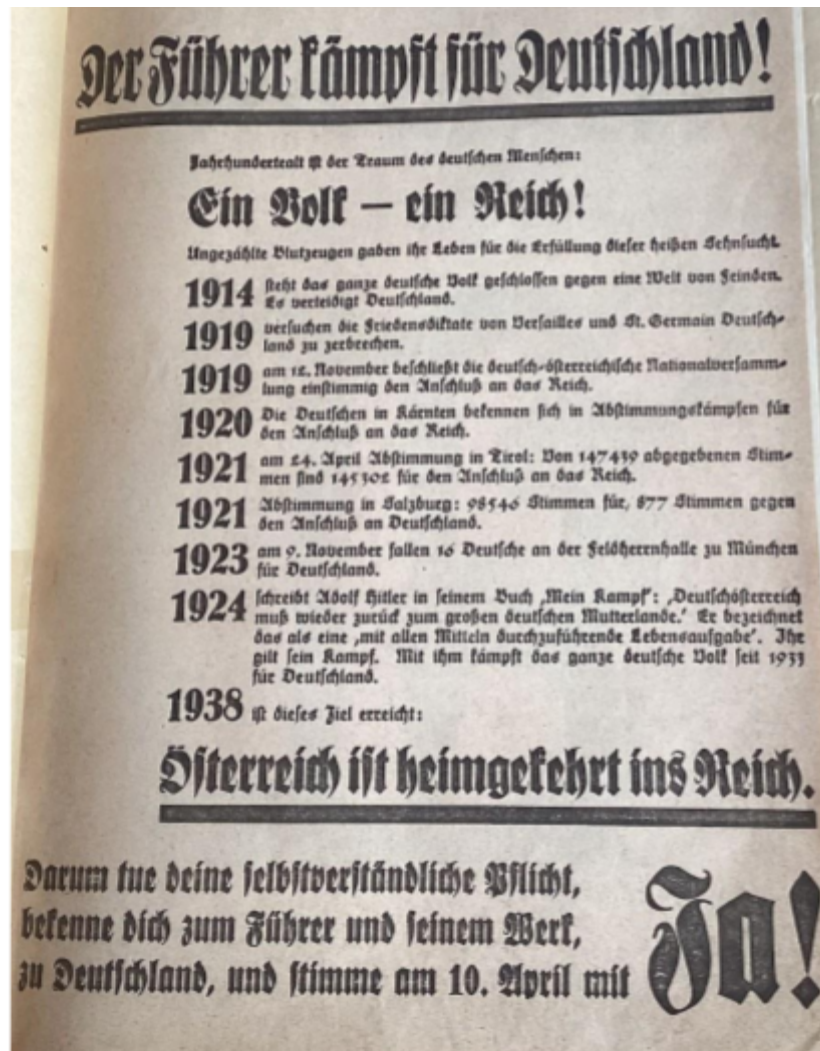 Der Führer kämpft für Deutschland!
Jahrhundertealt ist der Traum des deutschen Menschen:
Ein Volk – ein Reich!
Ungezählte Blutzeugen gaben ihr Leben für die Erfüllung dieser heißen Sehnsucht.
1914 steht das ganze deutsche Volk geschlossen gegen eine Welt von Feinden.
Es verteidigt Deutschland.
1919 versuchen die Friedensdiktate von Versailles und St. Germain Deutsch-
land zu zerbrechen.
1919 am 12. November beschließt die deutsch-österreichische Nationalversamm-
lung einstimmig den Anschluß an das Reich.
1920 Die Deutschen in Kärnten bekennen sich in Abstimmungskämpfen für
den Anschluß an das Reich.
1921 am 24. April Abstimmung in Tirol: Von 147439 abgegebenen Stim-
men sind 145302 für den Anschluß an das Reich.
1921 Abstimmung in Salzburg: 98546 Stimmen für, 877 Stimmen gegen
den Anschluß an Deutschland.
1923 am 9. November fallen 16 Deutsche an der Feldherrnhalle zu München
für Deutschland.
1924 schreibt Adolf Hitler in seinem Buch ‚Mein Kampf‘: ‚Deutschösterreich
muß wieder zurück zum großen deutschen Mutterlande.‘ Er bezeichnet
das als eine ‚mit allen Mitteln durchzuführende Lebensaufgabe‘. Ihr
gilt sein Kampf. Mit ihm kämpft das ganze deutsche Volk seit 1933
für Deutschland.
1938 ist dieses Ziel erreicht:
Österreich ist heimgekehrt ins Reich.
Darum tue deine selbstverständliche Pflicht,
bekenne dich zum Führer und seinem Werk,
zu Deutschland, und stimme am 10. April mit Ja!